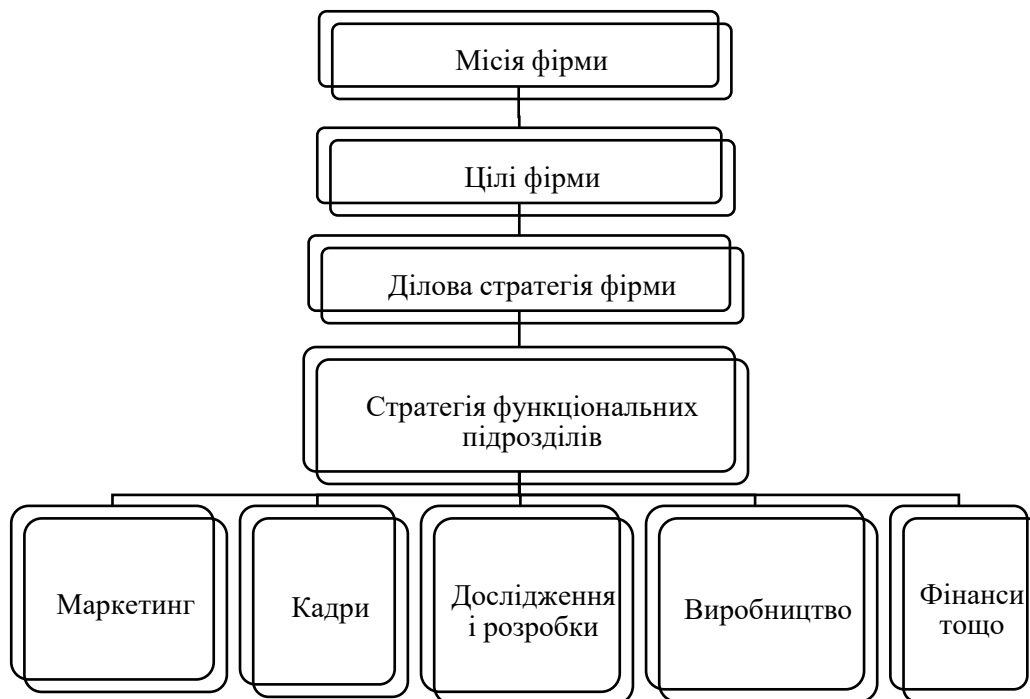 Місія фірми
Цілі фірми
Ділова стратегія фірми
Стратегія функціональних
підрозділів
Маркетинг
Кадри
Дослідження
і розробки
Виробництво
Фінанси
тощо